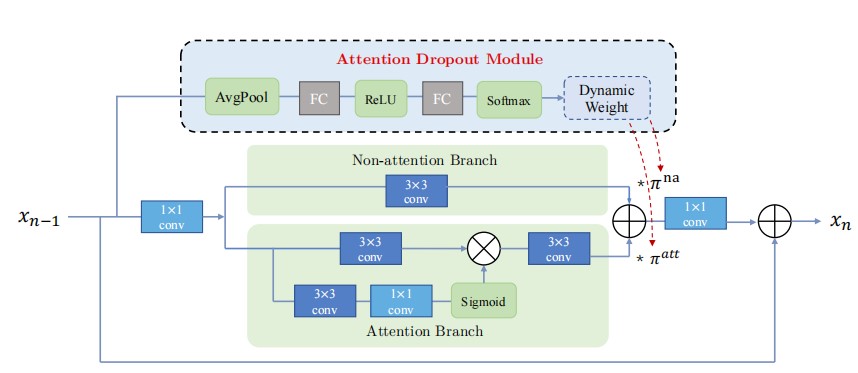 Attention Dropout Module
AvgPool
FC
ReLU
FC
Softmax
Dynamic
Weight
Non-attention Branch
3×3
conv
* π^na
x_{n−1}
1×1
conv
1×1
conv
x_n
3×3
conv
3×3
conv
* π^att
3×3
conv
1×1
conv
Sigmoid
Attention Branch